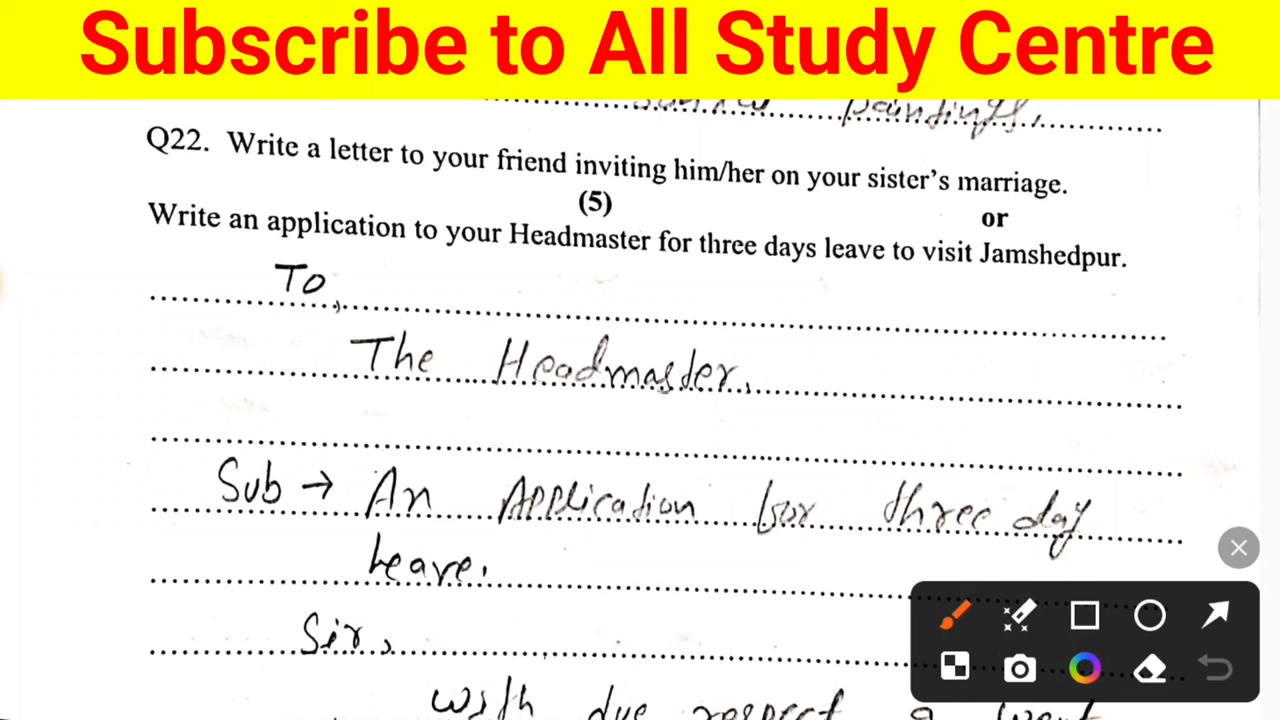 Subscribe to All Study Centre
paintings.
Q22. Write a letter to your friend inviting him/her on your sister's marriage.
(5) or
Write an application to your Headmaster for three days leave to visit Jamshedpur.
To,
The Headmaster,
Sub → An Application for three day
Leave.
Sir,
with due respect I want